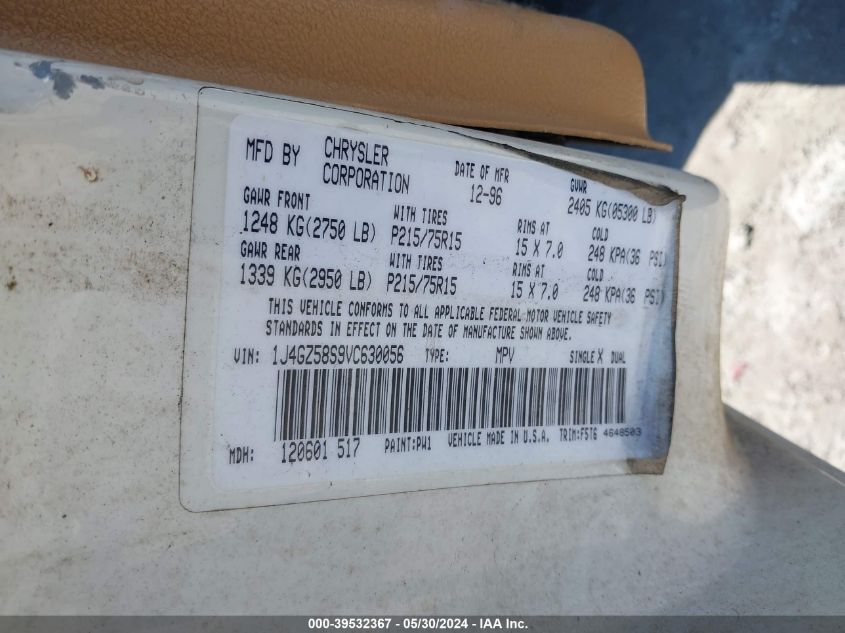 MFD BY CHRYSLER CORPORATION DATE OF MFR 12-96 GVWR 2405 KG(05300 LB)
GAWR FRONT WITH TIRES RIMS AT COLD
1248 KG(2750 LB) P215/75R15 15 X 7.0 248 KPA(36 PSI)
GAWR REAR WITH TIRES RIMS AT COLD
1339 KG(2950 LB) P215/75R15 15 X 7.0 248 KPA(36 PSI)
THIS VEHICLE CONFORMS TO ALL APPLICABLE FEDERAL MOTOR VEHICLE SAFETY
STANDARDS IN EFFECT ON THE DATE OF MANUFACTURE SHOWN ABOVE.
VIN: 1J4GZ58S9VC630056 TYPE: MPV SINGLE X DUAL
MDH: 120601 517 PAINT:PW1 VEHICLE MADE IN U.S.A. TRIM:FST6 4648503
000-39532367 - 05/30/2024 - IAA Inc.